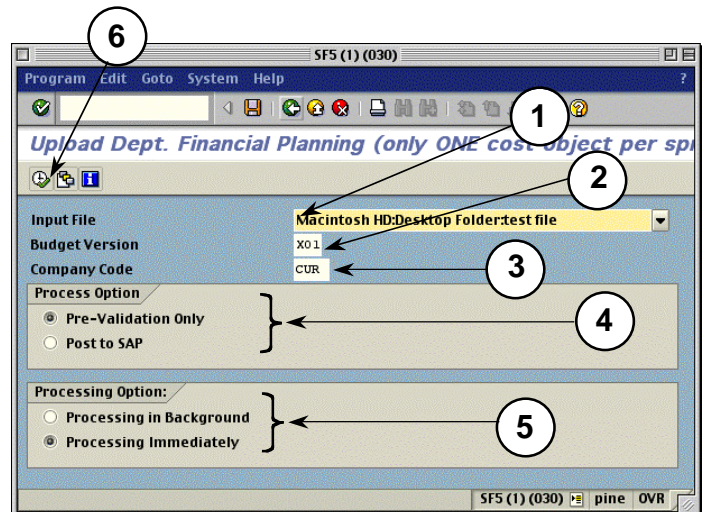 6
SF5 (1) (030)
Program Edit Goto System Help ?
1
Upload Dept. Financial Planning (only ONE cost object per spr
2
Input File Macintosh HD:Desktop Folder:test file
Budget Version X01
Company Code CUR
3
Process Option
Pre-Validation Only
4
Post to SAP
Processing Option:
Processing in Background
5
Processing Immediately
SF5 (1) (030) pine OVR